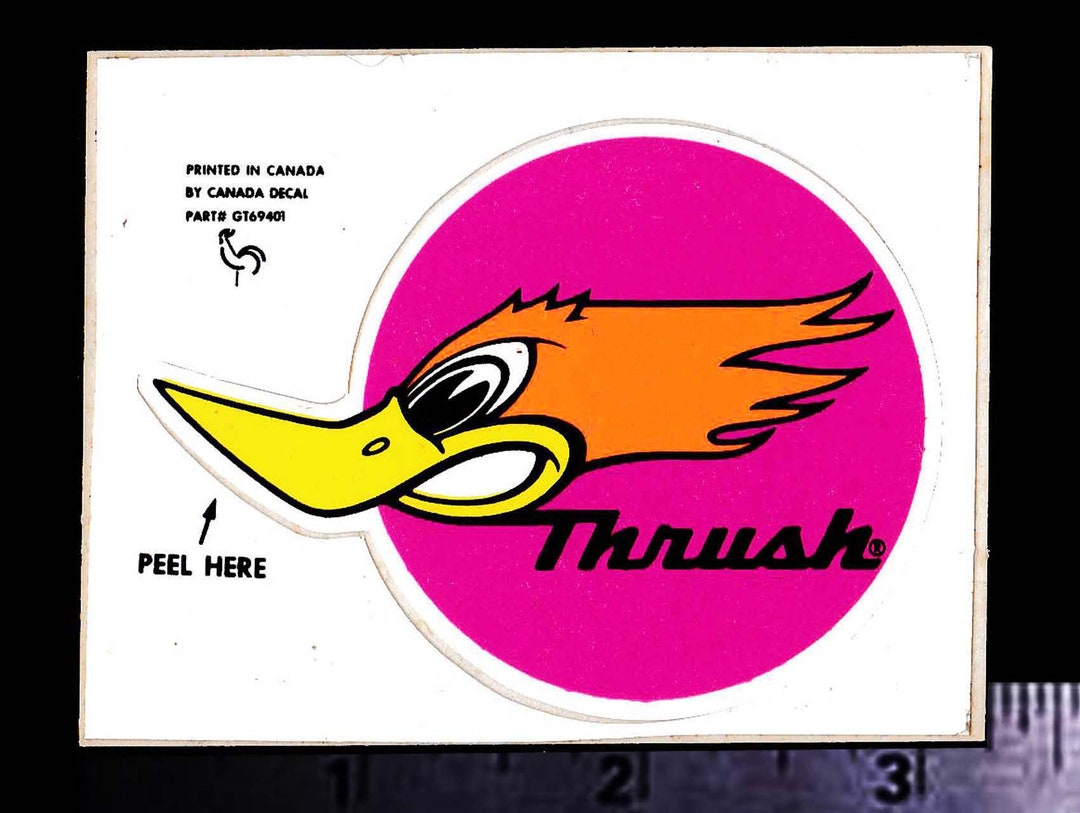 PRINTED IN CANADA
BY CANADA DECAL
PART# GT69401
PEEL HERE
Thrush®
1 2 3